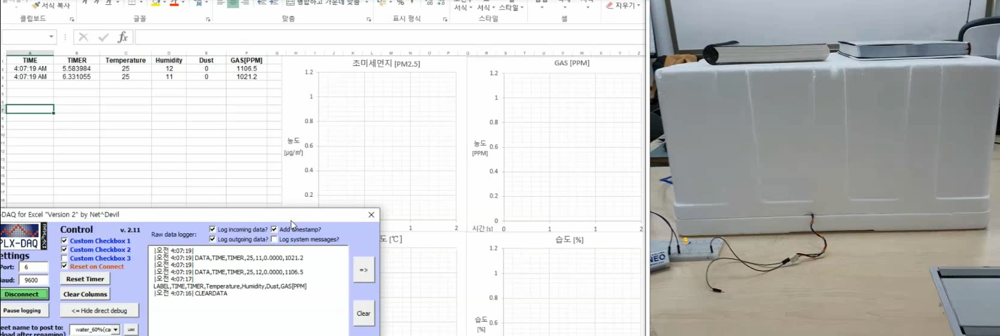 서식 복사
병합하고 가운데 맞춤
서식 서식 스타일
지우기
클립보드
글꼴
맞춤
표시 형식
스타일
셀
fx
A B C D E F G H I J K L M N O P Q R S T U V W X Y Z
TIME TIMER Temperature Humidity Dust GAS[PPM]
4:07:19 AM 5.583984 25 12 0 1106.5
4:07:19 AM 6.331055 25 11 0 1021.2
초미세먼지 [PM2.5]
1.2
1
0.8
농도
0.6
[μg/㎥]
0.4
0.2
1 2
GAS [PPM]
1.2
1
0.8
농도
0.6
[PPM]
0.4
0.2
0
시간 [s] 0 1 1 2
도 [℃]
1 2
습도 [%]
1.2
1
0.8
습도
0.6
[%]
-DAQ for Excel "Version 2" by Net^Devil
PLX-DAQ
Control v. 2.11
Custom Checkbox 1
Custom Checkbox 2
Custom Checkbox 3
Reset on Connect
ettings
Port: 6
Baud: 9600
Reset Timer
Disconnect
Clear Columns
Pause logging
<= Hide direct debug
eet name to post to:
eload after renaming)
water_60%(ca
Load
Raw data logger:
Log incoming data? Add timestamp?
Log outgoing data? Log system messages?
|오전 4:07:19|
|오전 4:07:19| DATA,TIME,TIMER,25,11,0.0000,1021.2
|오전 4:07:19|
|오전 4:07:19| DATA,TIME,TIMER,25,12,0.0000,1106.5
|오전 4:07:17|
LABEL,TIME,TIMER,Temperature,Humidity,Dust,GAS[PPM]
|오전 4:07:16| CLEARDATA
=>
Clear
NEO